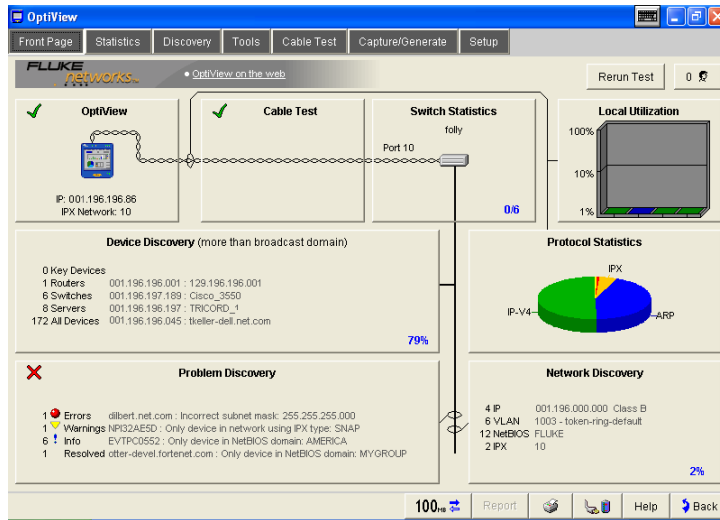 OptiView
Front Page Statistics Discovery Tools Cable Test Capture/Generate Setup
FLUKE networks. • OptiView on the web Rerun Test 0
OptiView
IP: 001.196.196.86
IPX Network: 10
Cable Test
Switch Statistics
folly
Port 10
0/6
Local Utilization
100%
10%
1%
Device Discovery (more than broadcast domain)
0 Key Devices
1 Routers 001.196.196.001 : 129.196.196.001
6 Switches 001.196.197.189 : Cisco_3550
8 Servers 001.196.196.197 : TRICORD_1
172 All Devices 001.196.196.045 : tkeller-dell.net.com
79%
Protocol Statistics
IPX
IP-V4
ARP
Problem Discovery
1 Errors dilbert.net.com : Incorrect subnet mask: 255.255.255.000
1 Warnings NPI32AE5D : Only device in network using IPX type: SNAP
6 ! Info EVTPC0552 : Only device in NetBIOS domain: AMERICA
1 Resolved otter-devel.fortenet.com : Only device in NetBIOS domain: MYGROUP
Network Discovery
4 IP 001.196.000.000 Class B
6 VLAN 1003 - token-ring-default
12 NetBIOS FLUKE
2 IPX 10
2%
100MB Report Help Back